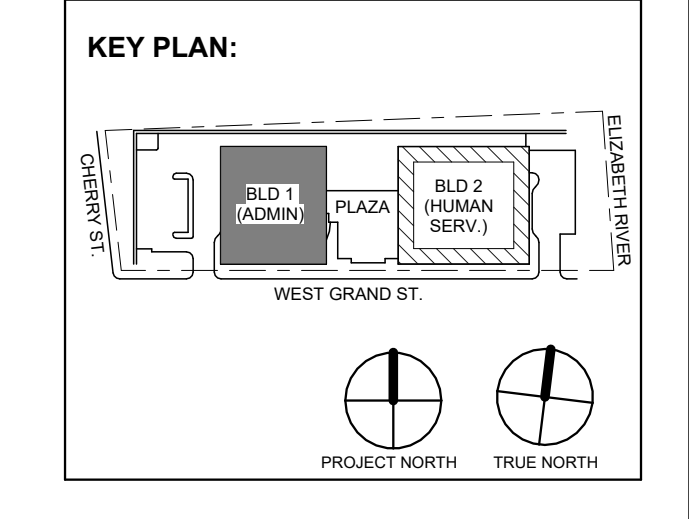 KEY PLAN:
CHERRY ST.
BLD 1
(ADMIN)
PLAZA
BLD 2
(HUMAN
SERV.)
ELIZABETH RIVER
WEST GRAND ST.
PROJECT NORTH
TRUE NORTH